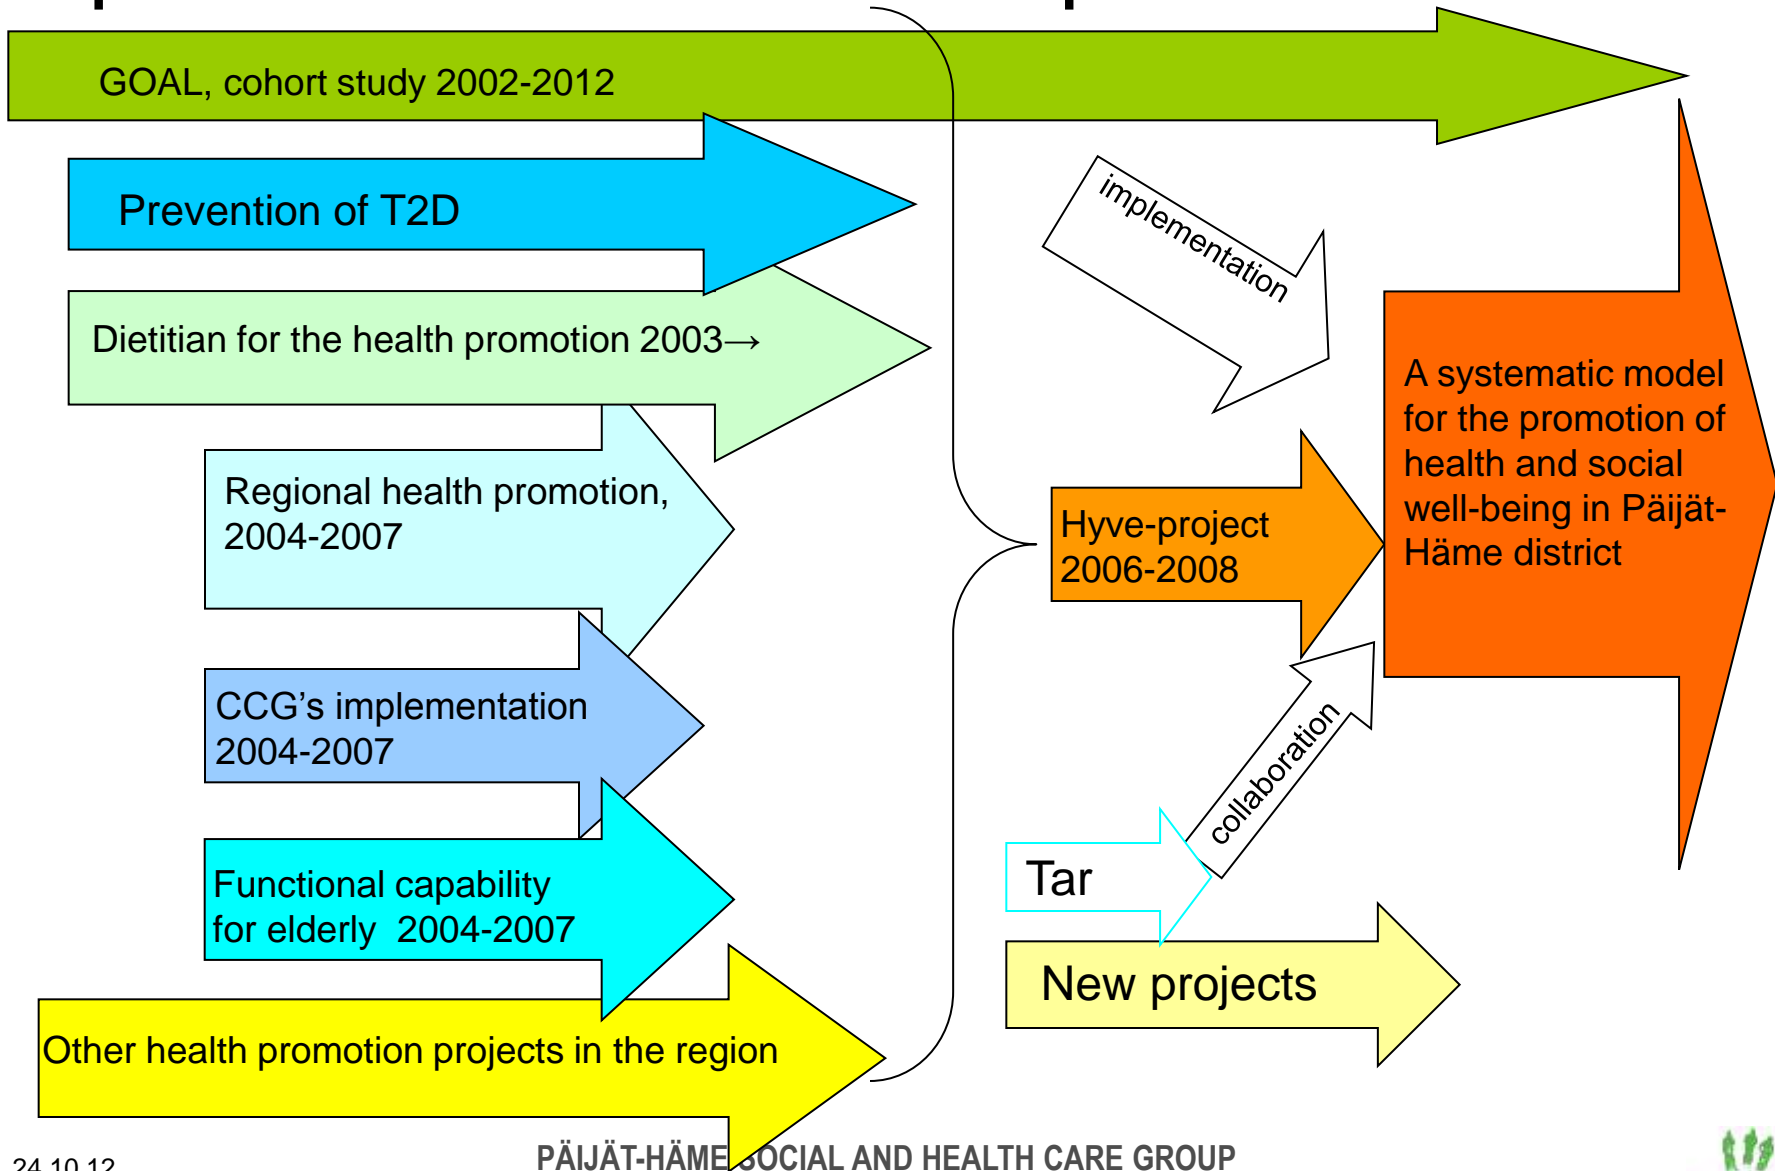 GOAL, cohort study 2002-2012
Prevention of T2D
Dietitian for the health promotion 2003→
Regional health promotion,
2004-2007
CCG's implementation
2004-2007
Functional capability
for elderly 2004-2007
Other health promotion projects in the region
implementation
Hyve-project
2006-2008
collaboration
Tar
New projects
A systematic model
for the promotion of
health and social
well-being in Päijät-
Häme district
24.10.12
PÄIJÄT-HÄME SOCIAL AND HEALTH CARE GROUP